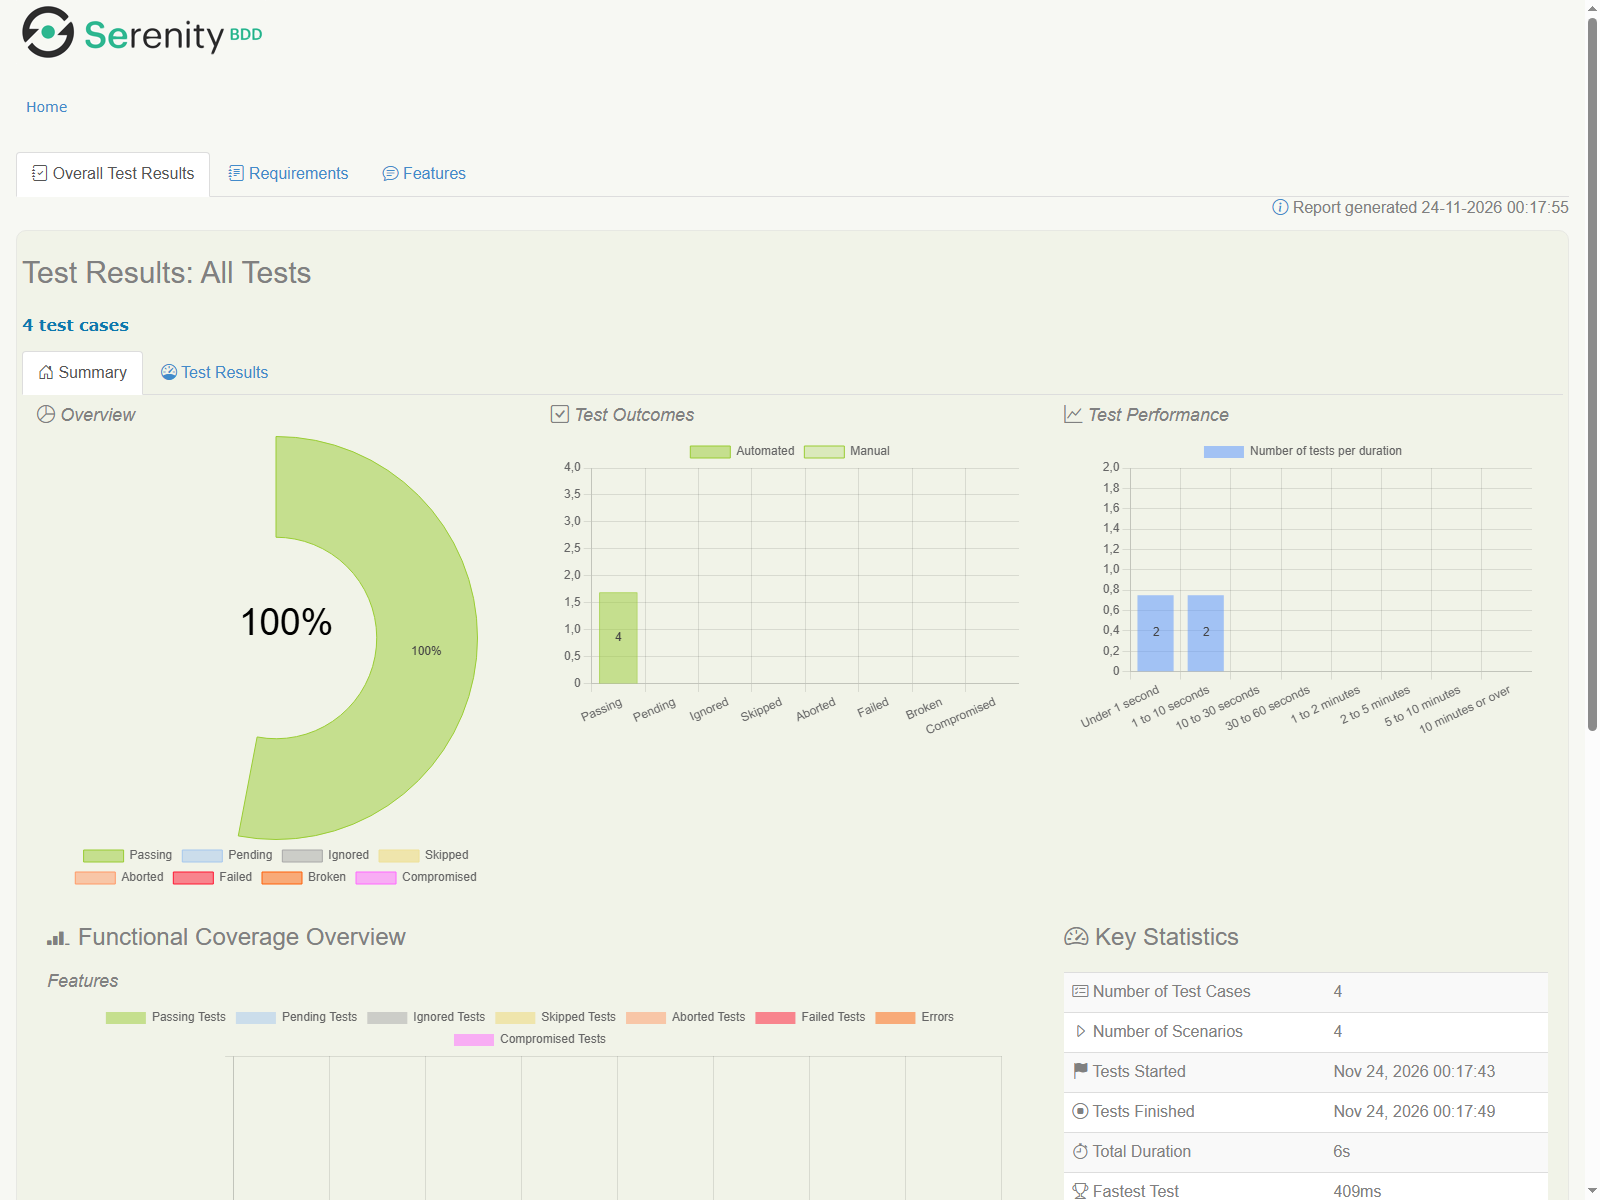 Serenity BDD
Home
Overall Test Results
Requirements
Features
Report generated 24-11-2026 00:17:55
Test Results: All Tests
4 test cases
Summary
Test Results
Overview
100%
100%
Passing
Pending
Ignored
Skipped
Aborted
Failed
Broken
Compromised
Test Outcomes
Automated
Manual
4,0
3,5
3,0
2,5
2,0
1,5
1,0
0,5
0
4
Passing
Pending
Ignored
Skipped
Aborted
Failed
Broken
Compromised
Test Performance
Number of tests per duration
2,0
1,8
1,6
1,4
1,2
1,0
0,8
0,6
0,4
0,2
0
2
2
Under 1 second
1 to 10 seconds
10 to 30 seconds
30 to 60 seconds
1 to 2 minutes
2 to 5 minutes
5 to 10 minutes
10 minutes or over
Functional Coverage Overview
Features
Passing Tests
Pending Tests
Ignored Tests
Skipped Tests
Aborted Tests
Failed Tests
Errors
Compromised Tests
Key Statistics
Number of Test Cases 4
Number of Scenarios 4
Tests Started Nov 24, 2026 00:17:43
Tests Finished Nov 24, 2026 00:17:49
Total Duration 6s
Fastest Test 409ms